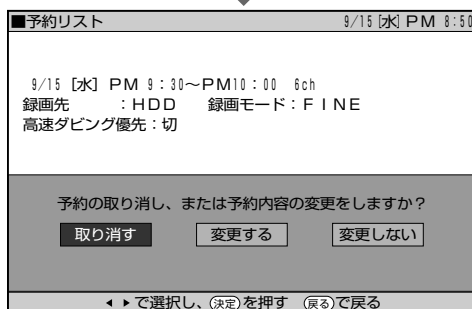 ■予約リスト 9/15 [水] PM 8:50
9/15 [水] PM 9:30〜PM10:00 6ch
録画先 :HDD 録画モード:FINE
高速ダビング優先:切
予約の取り消し、または予約内容の変更をしますか？
取り消す 変更する 変更しない
◀ ▶ で選択し、決定を押す 戻るで戻る